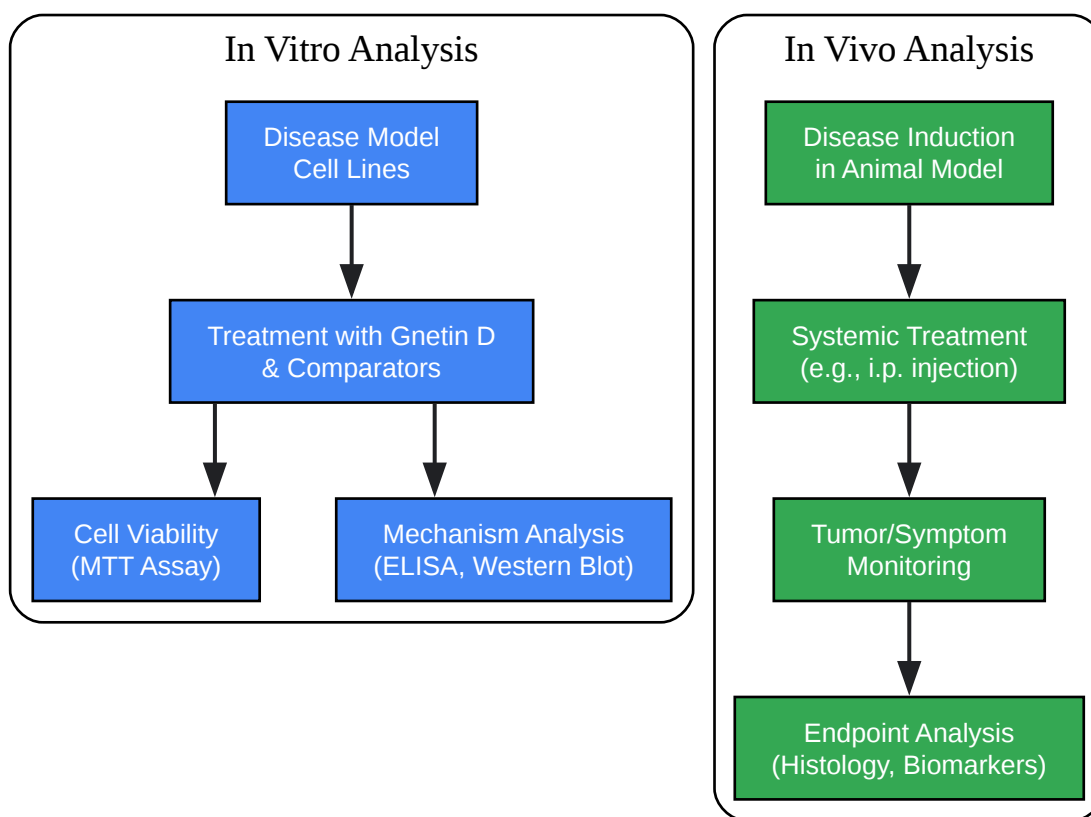 In Vitro Analysis
Disease Model
Cell Lines
Treatment with Gnetin D
& Comparators
Cell Viability
(MTT Assay)
Mechanism Analysis
(ELISA, Western Blot)
In Vivo Analysis
Disease Induction
in Animal Model
Systemic Treatment
(e.g., i.p. injection)
Tumor/Symptom
Monitoring
Endpoint Analysis
(Histology, Biomarkers)